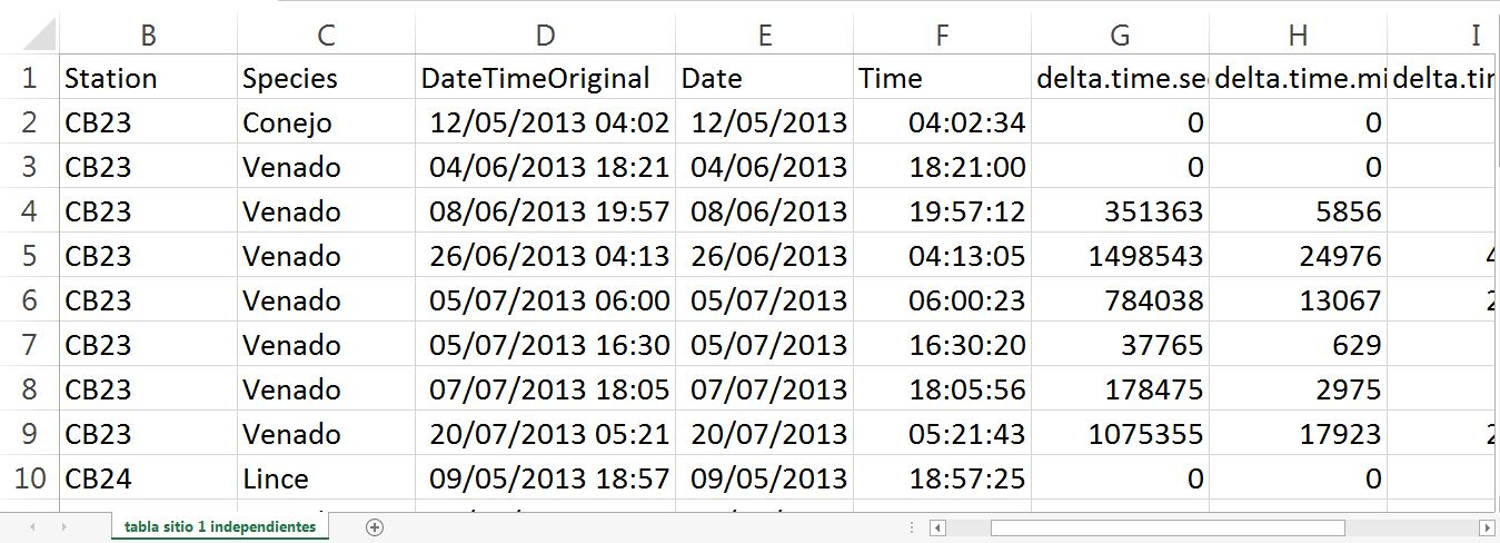 B C D E F G H I
1 Station Species DateTimeOriginal Date Time delta.time.se delta.time.mi delta.tir
2 CB23 Conejo 12/05/2013 04:02 12/05/2013 04:02:34 0 0
3 CB23 Venado 04/06/2013 18:21 04/06/2013 18:21:00 0 0
4 CB23 Venado 08/06/2013 19:57 08/06/2013 19:57:12 351363 5856
5 CB23 Venado 26/06/2013 04:13 26/06/2013 04:13:05 1498543 24976
6 CB23 Venado 05/07/2013 06:00 05/07/2013 06:00:23 784038 13067
7 CB23 Venado 05/07/2013 16:30 05/07/2013 16:30:20 37765 629
8 CB23 Venado 07/07/2013 18:05 07/07/2013 18:05:56 178475 2975
9 CB23 Venado 20/07/2013 05:21 20/07/2013 05:21:43 1075355 17923
10 CB24 Lince 09/05/2013 18:57 09/05/2013 18:57:25 0 0
tabla sitio 1 independientes